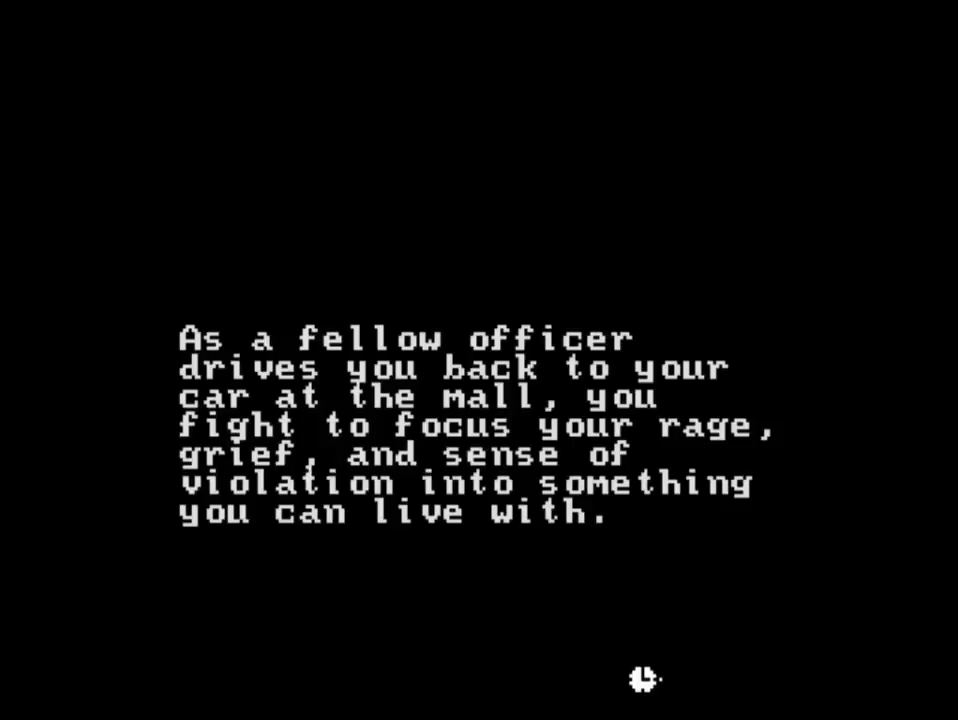 As a fellow officer
drives you back to your
car at the mall, you
fight to focus your rage,
grief, and sense of
violation into something
you can live with.